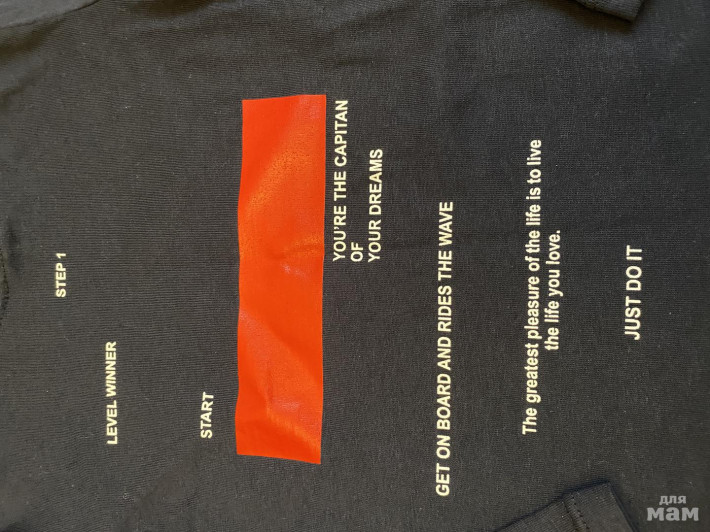 STEP 1
LEVEL WINNER
START
YOU'RE THE CAPITAN
OF
YOUR DREAMS
GET ON BOARD AND RIDES THE WAVE
The greatest pleasure of the life is to live
the life you love.
JUST DO IT
для
мам